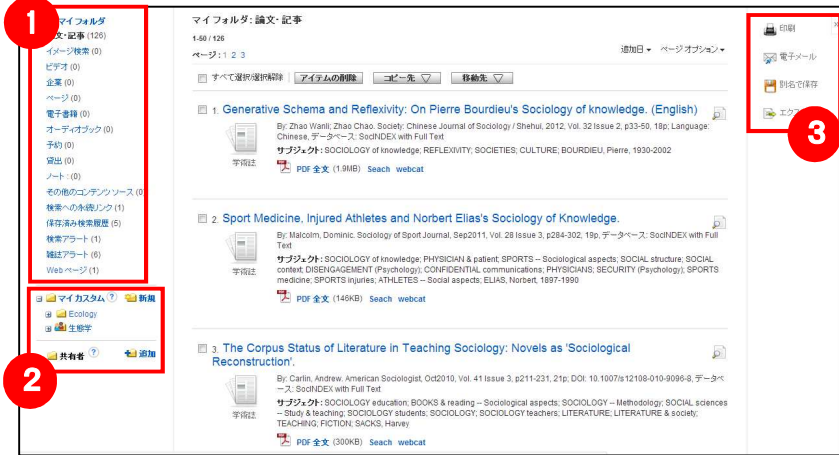 1
マイフォルダ
文・記事 (126)
イメージ検索 (0)
ビデオ (0)
企業 (0)
ページ (0)
電子書籍 (0)
オーディオブック (0)
予約 (0)
貸出 (0)
ノート: (0)
その他のコンテンツ ソース (0
検索への永続リンク (1)
保存済み検索履歴 (5)
検索アラート (1)
雑誌アラート (6)
Web ページ (1)
マイ カスタム ? 新規
Ecology
生態学
共有者 ? 追加
2
マイフォルダ: 論文・記事
1-50 / 126
ページ: 1 2 3
追加日 ページ オプション
すべて選択/選択解除 アイテムの削除 コピー先 ▽ 移動先 ▽
1. Generative Schema and Reflexivity: On Pierre Bourdieu's Sociology of knowledge. (English)
By: Zhao Wanli; Zhao Chao. Society: Chinese Journal of Sociology / Shehui, 2012, Vol. 32 Issue 2, p33-50, 18p; Language:
Chinese, データベース: SocINDEX with Full Text
サブジェクト: SOCIOLOGY of knowledge; REFLEXIVITY; SOCIETIES; CULTURE; BOURDIEU, Pierre, 1930-2002
学術誌
PDF 全文 (1.9MB) Seach webcat
2. Sport Medicine, Injured Athletes and Norbert Elias's Sociology of Knowledge.
By: Malcolm, Dominic. Sociology of Sport Journal, Sep2011, Vol. 28 Issue 3, p284-302, 19p, データベース: SocINDEX with Full
Text
サブジェクト: SOCIOLOGY of knowledge; PHYSICIAN & patient; SPORTS -- Sociological aspects; SOCIAL structure; SOCIAL
context; DISENGAGEMENT (Psychology); CONFIDENTIAL communications; PHYSICIANS; SECURITY (Psychology); SPORTS
medicine; SPORTS injuries; ATHLETES -- Social aspects; ELIAS, Norbert, 1897-1990
学術誌
PDF 全文 (146KB) Seach webcat
3. The Corpus Status of Literature in Teaching Sociology: Novels as 'Sociological
Reconstruction'.
By: Carlin, Andrew. American Sociologist, Oct2010, Vol. 41 Issue 3, p211-231, 21p; DOI: 10.1007/s12108-010-9096-8, データベ
ース: SocINDEX with Full Text
サブジェクト: SOCIOLOGY education; BOOKS & reading -- Sociological aspects; SOCIOLOGY -- Methodology; SOCIAL sciences
-- Study & teaching; SOCIOLOGY students; SOCIOLOGY; SOCIOLOGY teachers; LITERATURE; LITERATURE & society;
TEACHING; FICTION; SACKS, Harvey
学術誌
PDF 全文 (300KB) Seach webcat
印刷
電子メール
別名で保存
エクス
3